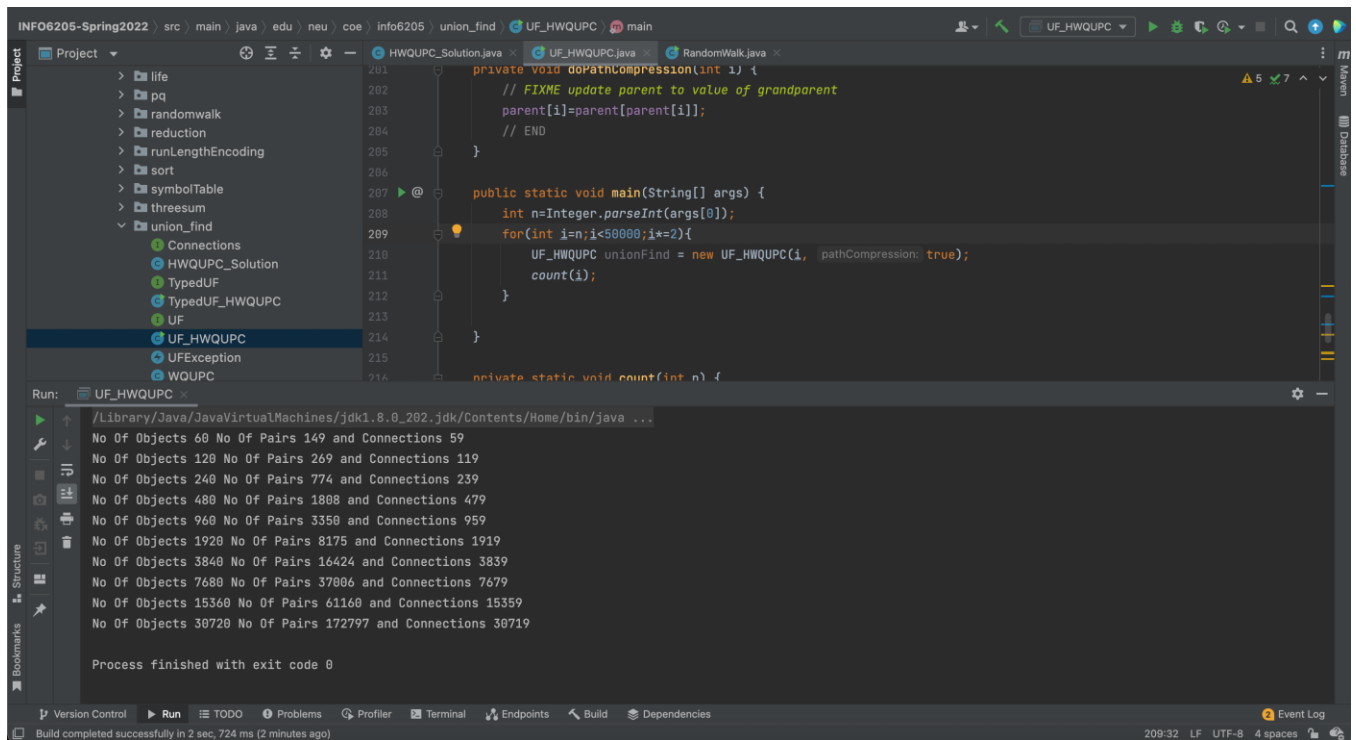 INFO6205-Spring2022 〉 src 〉 main 〉 java 〉 edu 〉 neu 〉 coe 〉 info6205 〉 union_find 〉 UF_HWQUPC 〉 main
UF_HWQUPC
Project
HWQUPC_Solution.java
UF_HWQUPC.java
RandomWalk.java
Project
Maven
Database
Structure
Bookmarks
life
pq
randomwalk
reduction
runLengthEncoding
sort
symbolTable
threesum
union_find
Connections
HWQUPC_Solution
TypedUF
TypedUF_HWQUPC
UF
UF_HWQUPC
UFException
WQUPC
5 7
201 private void doPathCompression(int i) {
202 // FIXME update parent to value of grandparent
203 parent[i]=parent[parent[i]];
204 // END
205 }
206
207 @ public static void main(String[] args) {
208 int n=Integer.parseInt(args[0]);
209 for(int i=n;i<50000;i*=2){
210 UF_HWQUPC unionFind = new UF_HWQUPC(i, pathCompression: true);
211 count(i);
212 }
213
214 }
215
216 private static void count(int n) {
Run: UF_HWQUPC
/Library/Java/JavaVirtualMachines/jdk1.8.0_202.jdk/Contents/Home/bin/java ...
No Of Objects 60 No Of Pairs 149 and Connections 59
No Of Objects 120 No Of Pairs 269 and Connections 119
No Of Objects 240 No Of Pairs 774 and Connections 239
No Of Objects 480 No Of Pairs 1808 and Connections 479
No Of Objects 960 No Of Pairs 3350 and Connections 959
No Of Objects 1920 No Of Pairs 8175 and Connections 1919
No Of Objects 3840 No Of Pairs 16424 and Connections 3839
No Of Objects 7680 No Of Pairs 37006 and Connections 7679
No Of Objects 15360 No Of Pairs 61160 and Connections 15359
No Of Objects 30720 No Of Pairs 172797 and Connections 30719
Process finished with exit code 0
Version Control Run TODO Problems Profiler Terminal Endpoints Build Dependencies 2 Event Log
Build completed successfully in 2 sec, 724 ms (2 minutes ago) 209:32 LF UTF-8 4 spaces